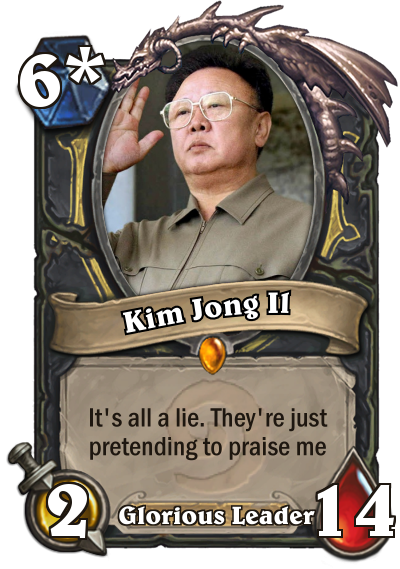 6*
Kim Jong Il
It's all a lie. They're just
pretending to praise me
2
Glorious Leader
14